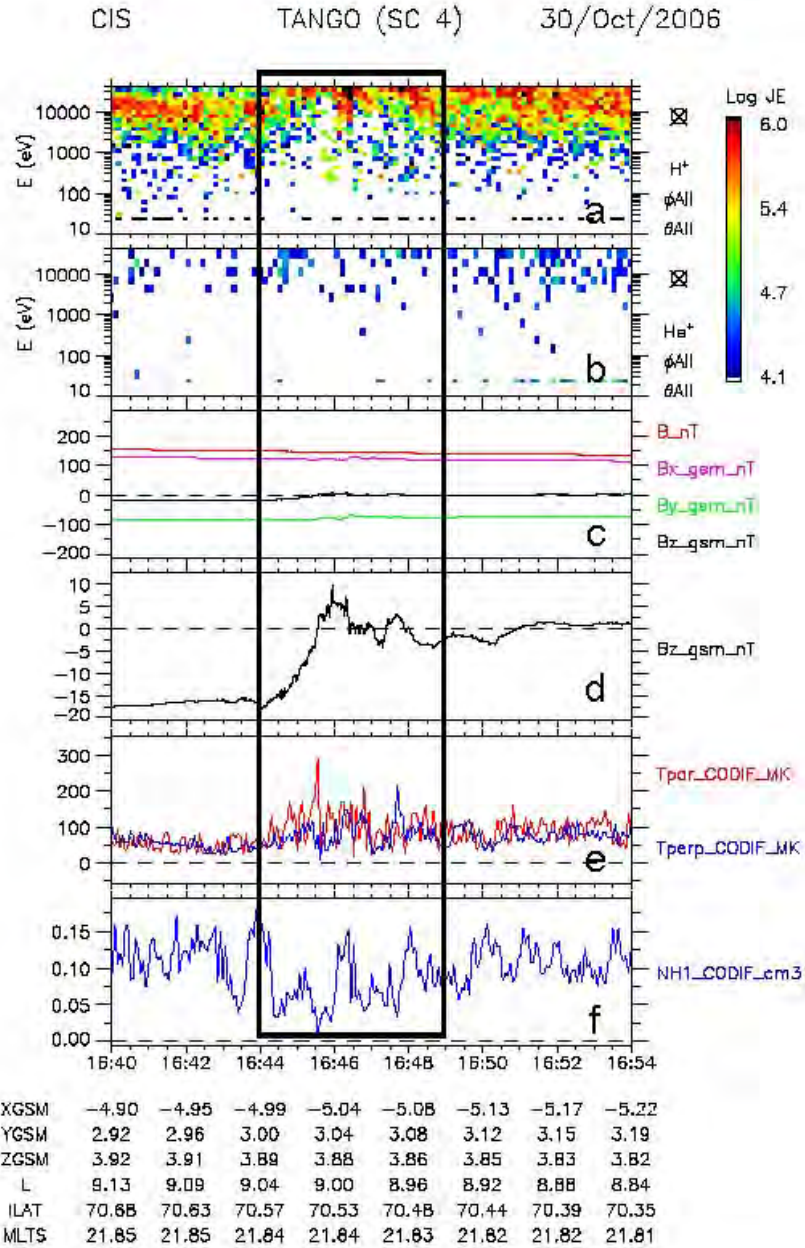 CIS TANGO (SC 4) 30/Oct/2006
Log JE
E (eV)
10000
1000
100
10
a
H+
ϕAll
θAll
6.0
5.4
4.7
4.1
E (eV)
10000
1000
100
10
b
He+
ϕAll
θAll
200
100
0
−100
−200
c
B_nT
Bx_gsm_nT
By_gsm_nT
Bz_gsm_nT
10
5
0
−5
−10
−15
−20
d
Bz_gsm_nT
300
200
100
0
e
Tpar_CODIF_MK
Tperp_CODIF_MK
0.15
0.10
0.05
0.00
f
NH1_CODIF_cm3
16:40 16:42 16:44 16:46 16:48 16:50 16:52 16:54
XGSM −4.90 −4.95 −4.99 −5.04 −5.08 −5.13 −5.17 −5.22
YGSM 2.92 2.96 3.00 3.04 3.08 3.12 3.15 3.19
ZGSM 3.92 3.91 3.89 3.88 3.86 3.85 3.83 3.82
L 9.13 9.09 9.04 9.00 8.96 8.92 8.88 8.84
ILAT 70.68 70.63 70.57 70.53 70.48 70.44 70.39 70.35
MLTS 21.85 21.85 21.84 21.84 21.83 21.82 21.82 21.81